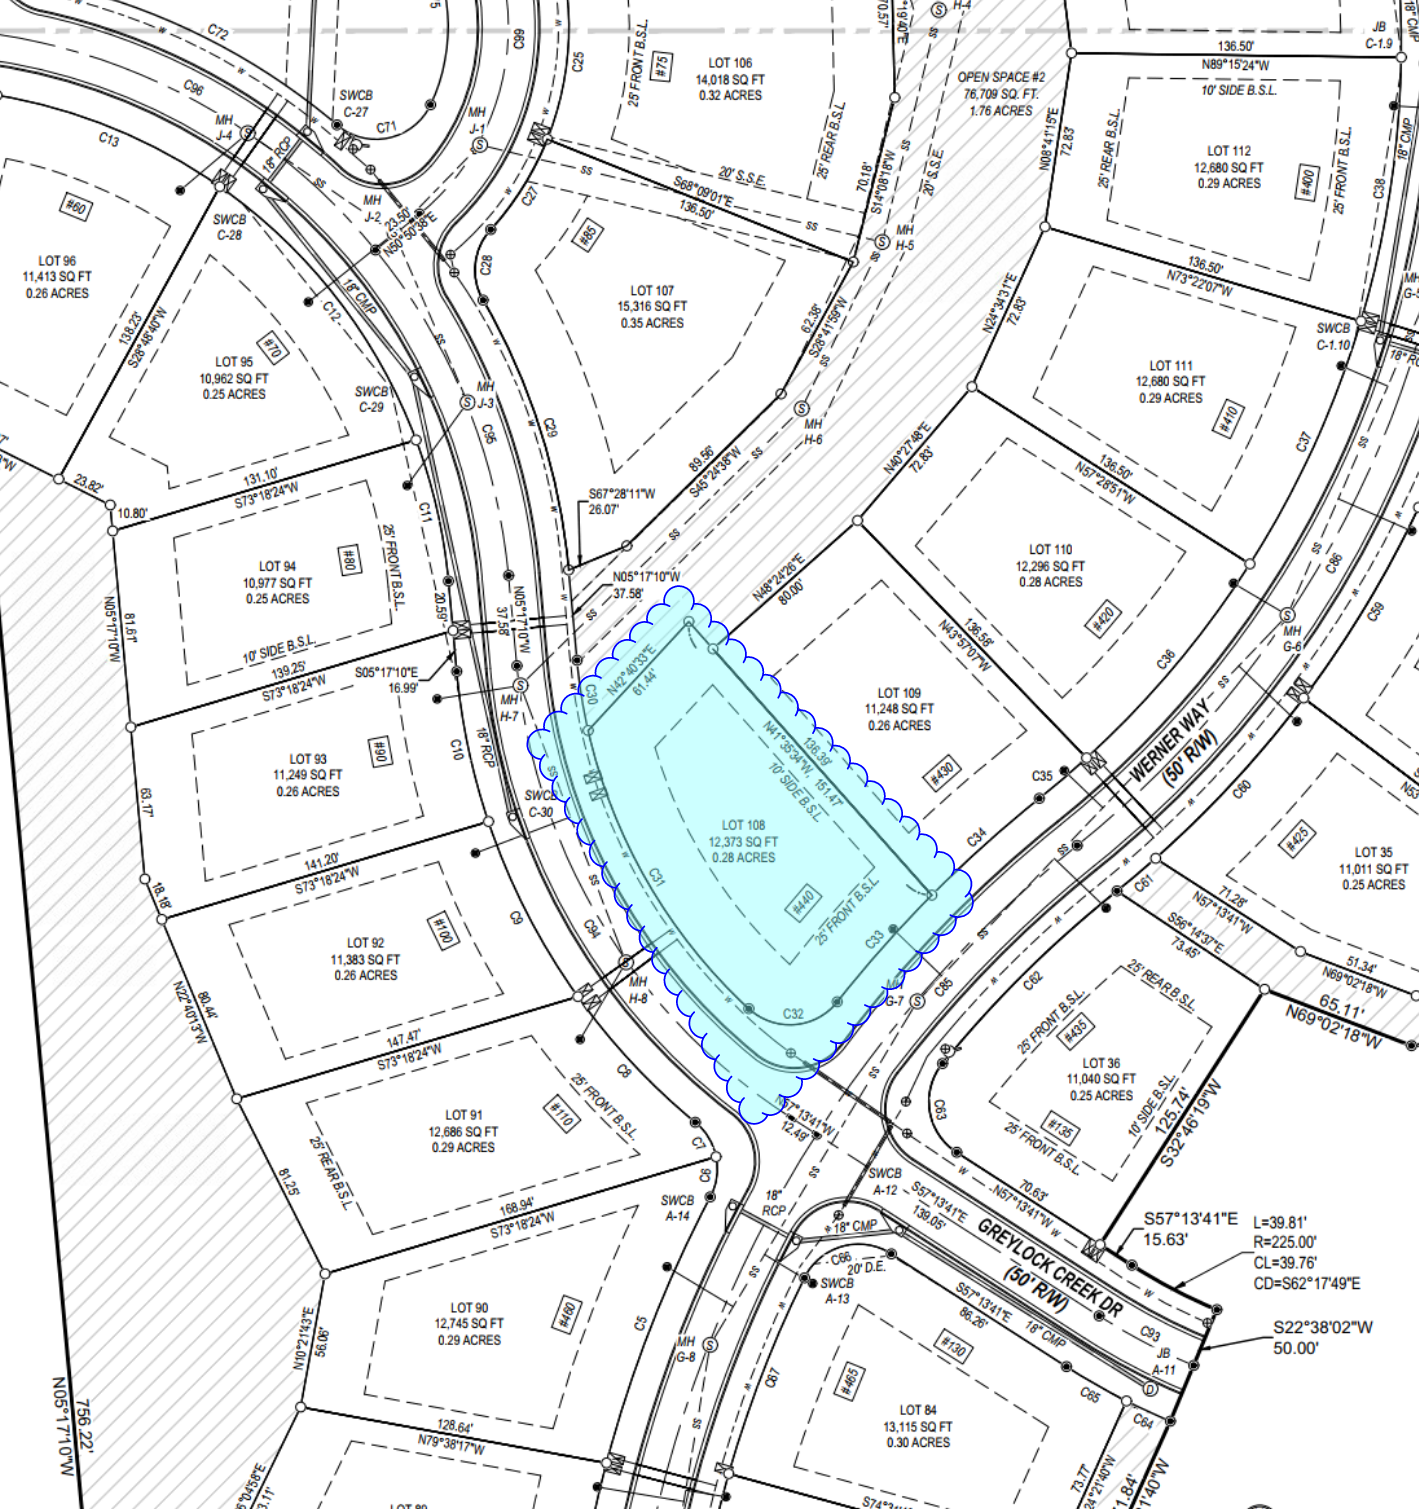 C72
C96
C13
SWCB
C-27
C71
MH
J-4
MH
J-1
18" RCP
C99
C25
25' FRONT B.S.L.
#75
LOT 106
14,018 SQ FT
0.32 ACRES
25' REAR B.S.L.
20' S.S.E.
S68°09'01"E
136.50'
70.57'
H-4
70.18'
S14°08'18"W
20' S.S.E.
OPEN SPACE #2
76,709 SQ. FT.
1.76 ACRES
N08°41'15"E
72.83
136.50'
N89°15'24"W
JB
C-1.9
18" CMP
10' SIDE B.S.L.
25' REAR B.S.L.
LOT 112
12,680 SQ FT
0.29 ACRES
#400
25' FRONT B.S.L.
C38
18" CMP
#60
LOT 96
11,413 SQ FT
0.26 ACRES
138.23'
S28°48'40"W
SWCB
C-28
MH
J-2
23.50'
N50°50'38"E
C27
C28
#85
LOT 107
15,316 SQ FT
0.35 ACRES
MH
H-5
62.38'
S28°41'59"W
136.50'
N73°22'07"W
N24°34'31"E
72.83'
SWCB
C-1.10
MH
G-5
18" CMP
C12
#70
LOT 95
10,962 SQ FT
0.25 ACRES
SWCB
C-29
MH
J-3
C95
C29
MH
H-6
89.56'
S45°24'38"W
N40°27'48"E
72.83'
LOT 111
12,680 SQ FT
0.29 ACRES
#410
C37
136.50'
N57°28'51"W
23.82'
10.80'
131.10'
S73°18'24"W
C11
25' FRONT B.S.L.
#80
LOT 94
10,977 SQ FT
0.25 ACRES
N05°17'10"W
81.61'
10' SIDE B.S.L.
139.25'
S73°18'24"W
20.59'
S05°17'10"E
16.99'
N05°17'10"W
37.58'
S67°28'11"W
26.07'
N05°17'10"W
37.58'
N48°24'26"E
80.00'
LOT 110
12,296 SQ FT
0.28 ACRES
#420
136.56'
N43°57'07"W
C36
C86
C59
MH
G-6
WERNER WAY
(50' R/W)
MH
H-7
C30
N42°40'33"E
61.44'
136.39'
N41°35'34"W, 151.47'
10' SIDE B.S.L
LOT 109
11,248 SQ FT
0.26 ACRES
#430
C35
C34
C60
#90
LOT 93
11,249 SQ FT
0.26 ACRES
63.17'
C10
18" RCP
SWCB
C-30
141.20'
S73°18'24"W
18.18'
LOT 108
12,373 SQ FT
0.28 ACRES
#440
25' FRONT B.S.L.
C31
C33
C32
#425
LOT 35
11,011 SQ FT
0.25 ACRES
C61
71.28'
N57°13'41"W
S56°14'37"E
73.45'
51.34'
N69°02'18"W
65.11'
N69°02'18"W
#100
LOT 92
11,383 SQ FT
0.26 ACRES
C9
C94
MH
H-8
MH
G-7
C85
C62
N22°40'13"W
80.44'
147.47'
S73°18'24"W
25' REAR B.S.L.
25' FRONT B.S.L.
#435
LOT 36
11,040 SQ FT
0.25 ACRES
#135
25' FRONT B.S.L.
10' SIDE B.S.L.
125.74'
S32°46'19"W
C8
25' FRONT B.S.L.
#110
LOT 91
12,686 SQ FT
0.29 ACRES
25' REAR B.S.L.
81.25'
C7
C6
N57°13'41"W
12.49'
C63
70.63'
N57°13'41"W
SWCB
A-12
SWCB
A-14
168.94'
S73°18'24"W
18"
RCP
18" CMP
S57°13'41"E
139.05'
GREYLOCK CREEK DR
(50' R/W)
S57°13'41"E
15.63'
L=39.81'
R=225.00'
CL=39.76'
CD=S62°17'49"E
S22°38'02"W
50.00'
C66
20' D.E.
SWCB
A-13
S57°13'41"E
86.26'
18" CMP
C93
JB
A-11
C65
C64
#130
#465
LOT 84
13,115 SQ FT
0.30 ACRES
C67
MH
G-8
C5
LOT 90
12,745 SQ FT
0.29 ACRES
#460
N10°21'43"E
56.06'
128.64'
N79°38'17"W
756.22'
N05°17'10"W
73.77'